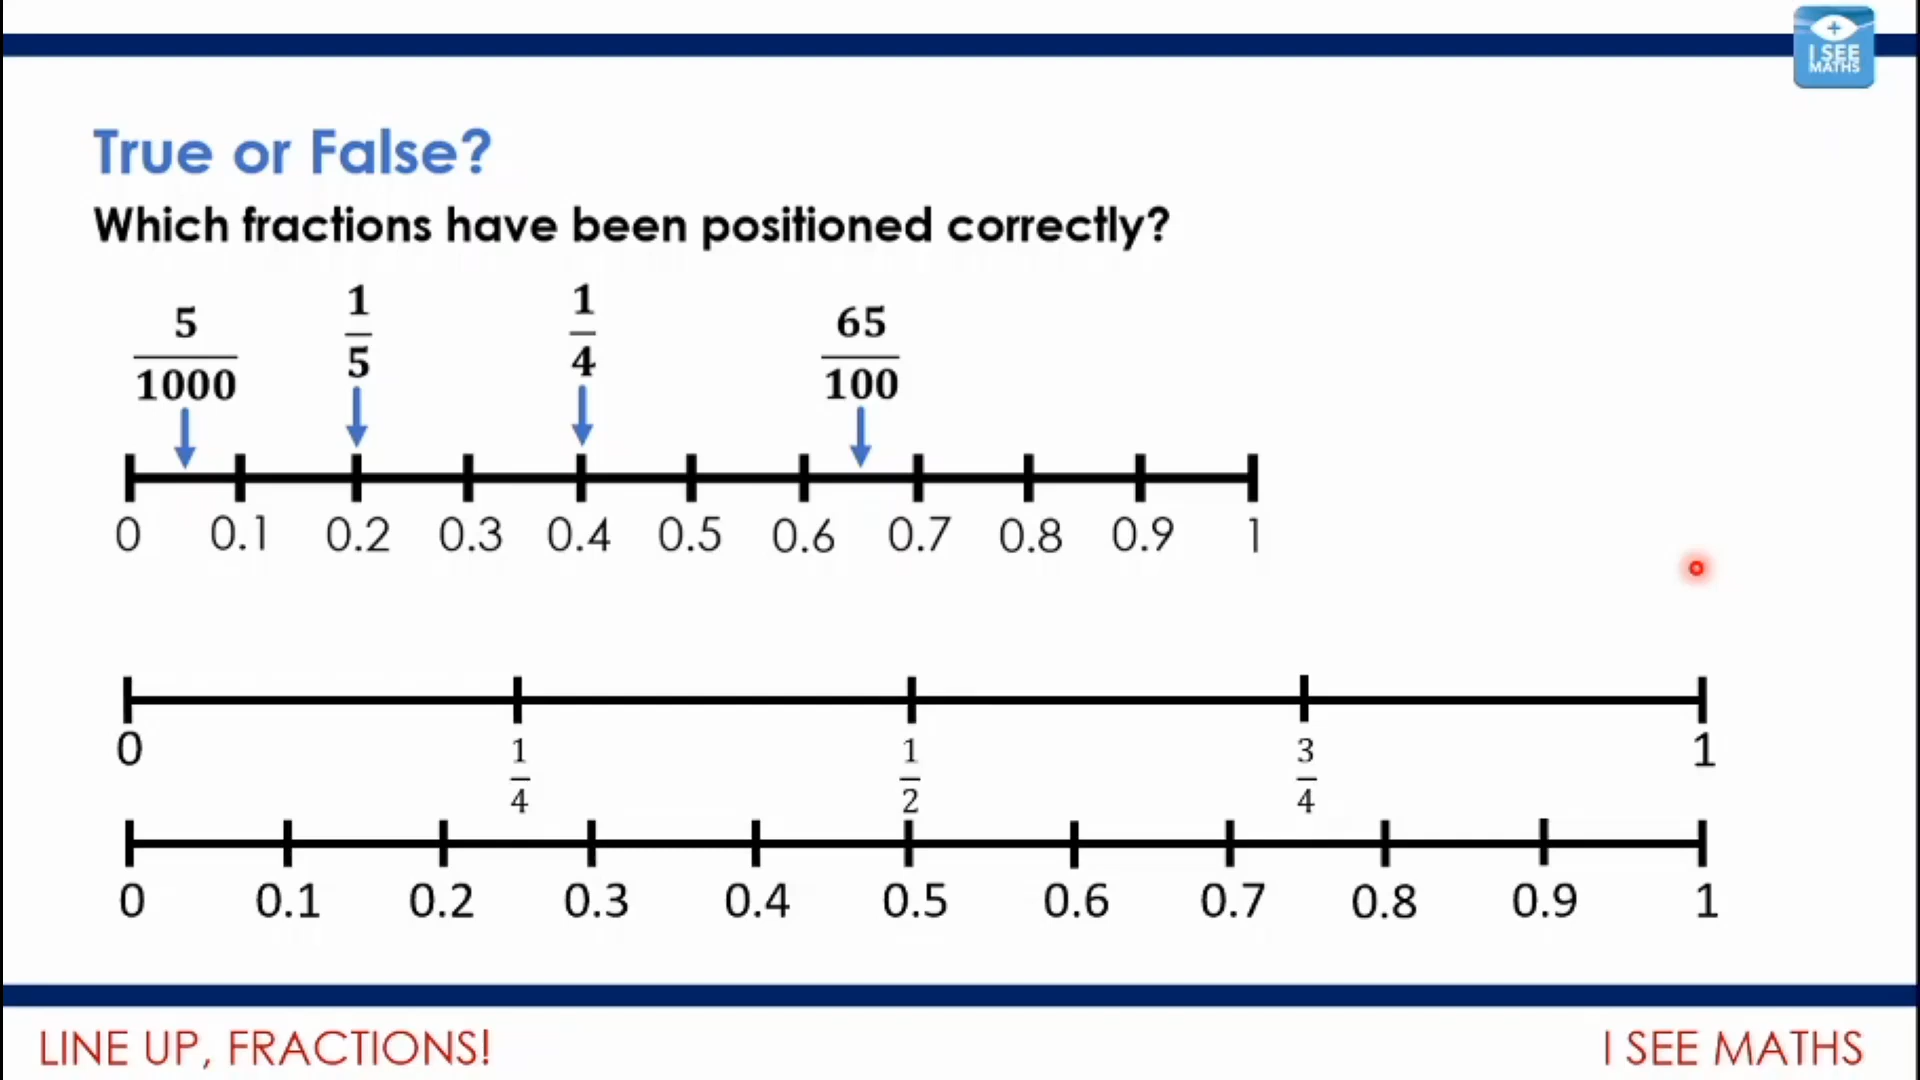 I SEE
MATHS
True or False?
Which fractions have been positioned correctly?
5/1000 1/5 1/4 65/100
0 0.1 0.2 0.3 0.4 0.5 0.6 0.7 0.8 0.9 1
0 1/4 1/2 3/4 1
0 0.1 0.2 0.3 0.4 0.5 0.6 0.7 0.8 0.9 1
LINE UP, FRACTIONS! I SEE MATHS